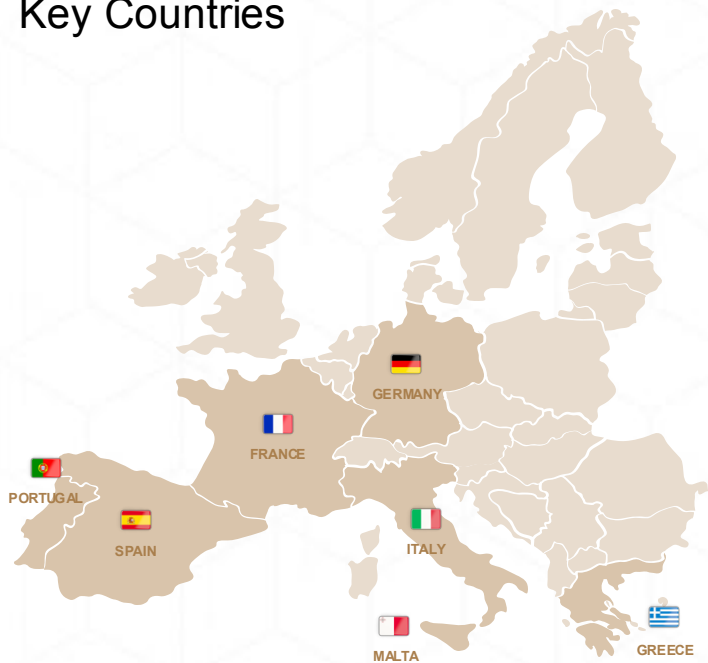 Key Countries
GERMANY
FRANCE
PORTUGAL
SPAIN
ITALY
MALTA
GREECE